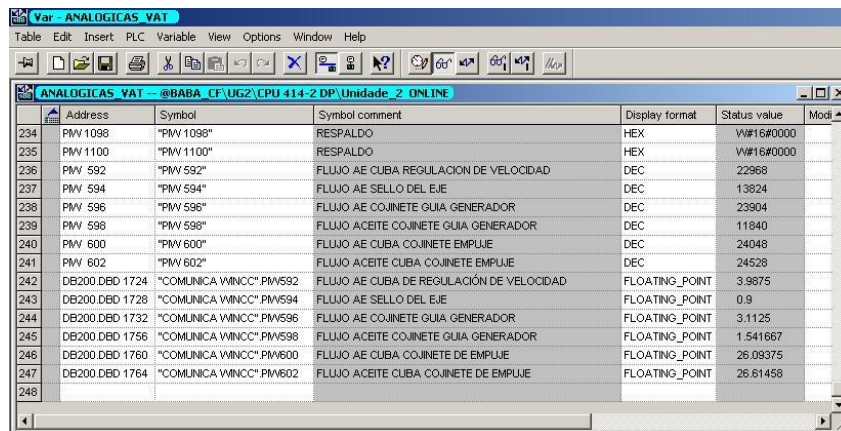 Var - ANALOGICAS_VAT
Table Edit Insert PLC Variable View Options Window Help
ANALOGICAS_VAT -- @BABA_CF\UG2\CPU 414-2 DP\Unidade_2 ONLINE
Address Symbol Symbol comment Display format Status value Modi
234 PIW 1098 "PIW 1098" RESPALDO HEX W#16#0000
235 PIW 1100 "PIW 1100" RESPALDO HEX W#16#0000
236 PIW 592 "PIW 592" FLUJO AE CUBA REGULACION DE VELOCIDAD DEC 22968
237 PIW 594 "PIW 594" FLUJO AE SELLO DEL EJE DEC 13824
238 PIW 596 "PIW 596" FLUJO AE COJINETE GUIA GENERADOR DEC 23904
239 PIW 598 "PIW 598" FLUJO ACEITE COJINETE GUIA GENERADOR DEC 11840
240 PIW 600 "PIW 600" FLUJO AE CUBA COJINETE EMPUJE DEC 24048
241 PIW 602 "PIW 602" FLUJO ACEITE CUBA COJINETE EMPUJE DEC 24528
242 DB200.DBD 1724 "COMUNICA WINCC".PIW592 FLUJO AE CUBA DE REGULACIÓN DE VELOCIDAD FLOATING_POINT 3.9875
243 DB200.DBD 1728 "COMUNICA WINCC".PIW594 FLUJO AE SELLO DEL EJE FLOATING_POINT 0.9
244 DB200.DBD 1732 "COMUNICA WINCC".PIW596 FLUJO AE COJINETE GUIA GENERADOR FLOATING_POINT 3.1125
245 DB200.DBD 1756 "COMUNICA WINCC".PIW598 FLUJO ACEITE COJINETE GUIA GENERADOR FLOATING_POINT 1.541667
246 DB200.DBD 1760 "COMUNICA WINCC".PIW600 FLUJO AE CUBA COJINETE DE EMPUJE FLOATING_POINT 26.09375
247 DB200.DBD 1764 "COMUNICA WINCC".PIW602 FLUJO ACEITE CUBA COJINETE DE EMPUJE FLOATING_POINT 26.61458
248